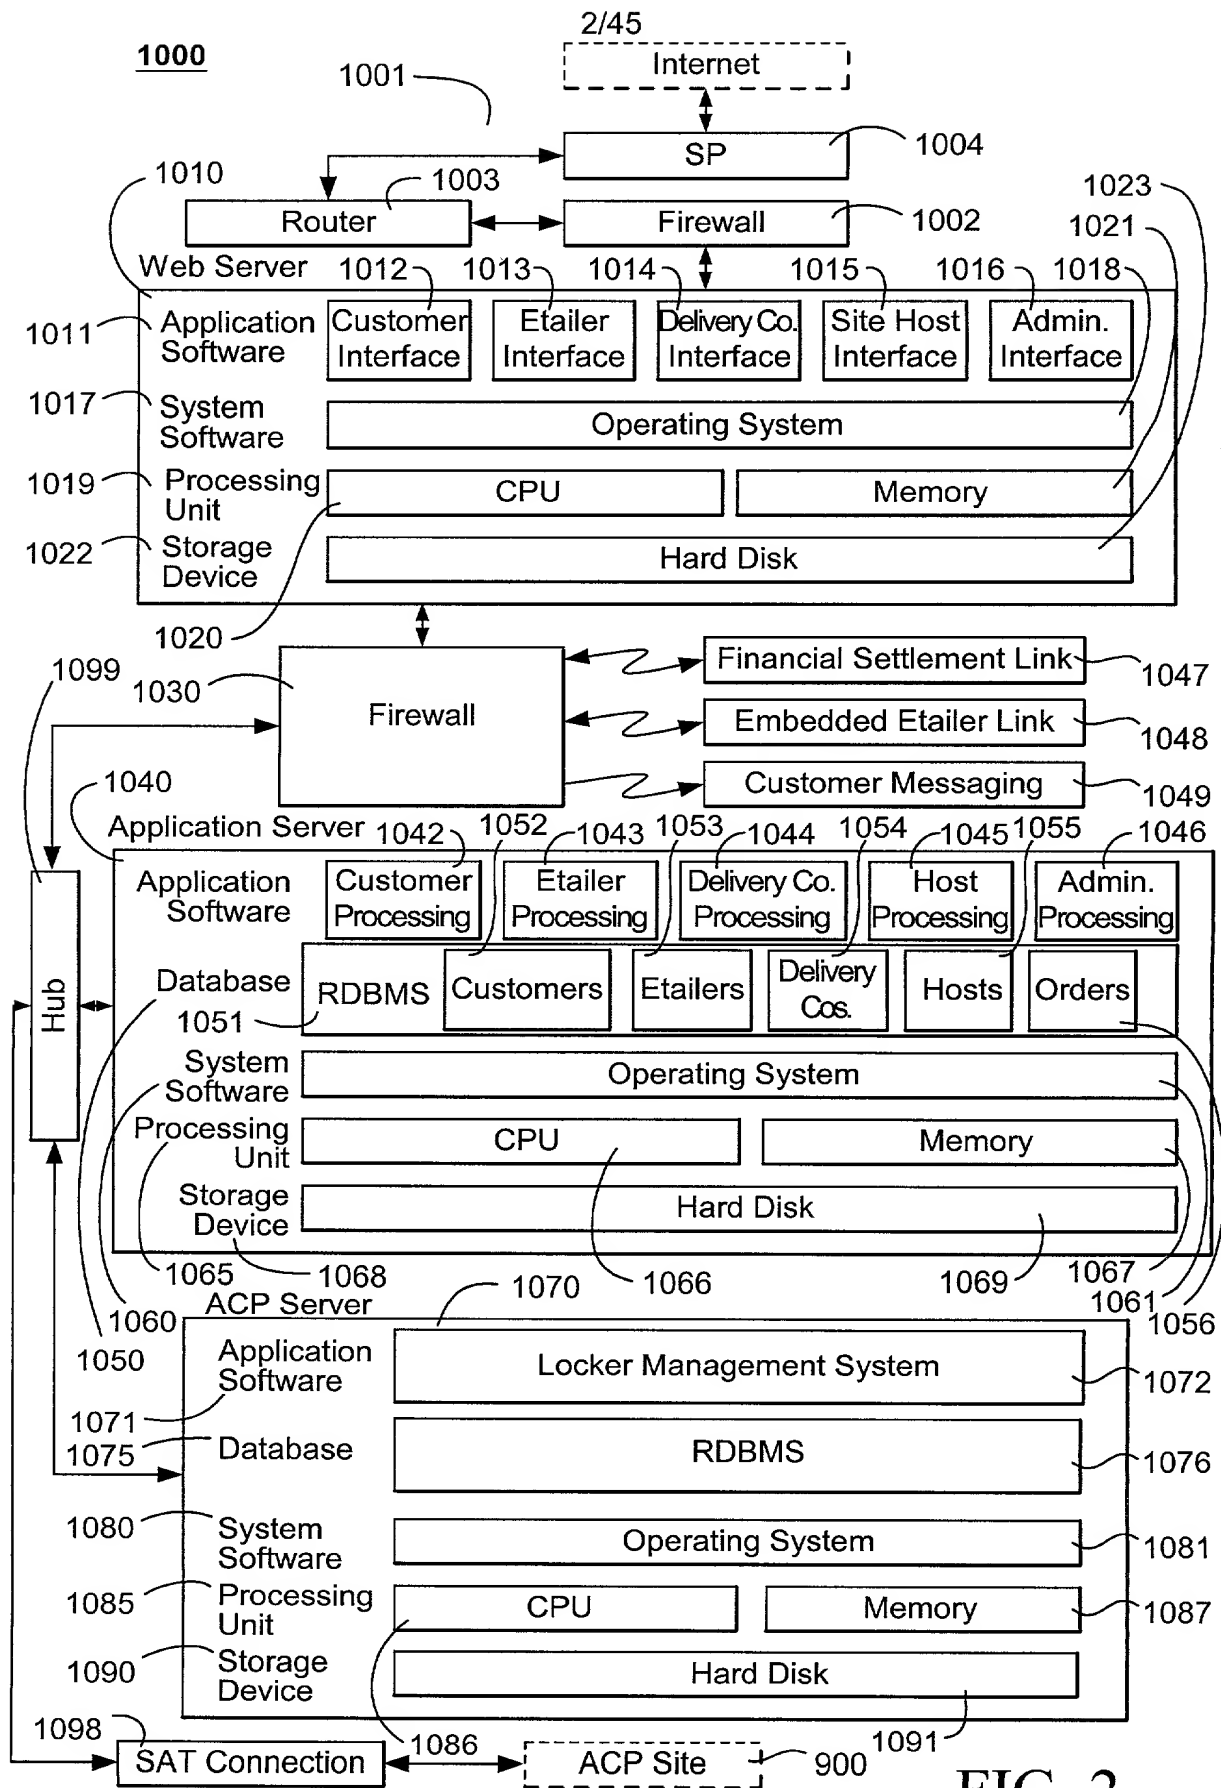 2/45
1000
Internet
1001
SP
1004
1010
1003
1023
Router
Firewall
1002
1021
Web Server
1012
1013
1014
1015
1016
1018
1011
Application Software
Customer Interface
Etailer Interface
Delivery Co. Interface
Site Host Interface
Admin. Interface
1017
System Software
Operating System
1019
Processing Unit
CPU
Memory
1022
Storage Device
Hard Disk
1020
1099
1030
Firewall
Financial Settlement Link
1047
Embedded Etailer Link
1048
Customer Messaging
1049
1040
Application Server
1042
1052
1043
1053
1044
1054
1045
1055
1046
Application Software
Customer Processing
Etailer Processing
Delivery Co. Processing
Host Processing
Admin. Processing
Hub
Database
RDBMS
1051
Customers
Etailers
Delivery Cos.
Hosts
Orders
System Software
Operating System
Processing Unit
CPU
Memory
Storage Device
Hard Disk
1065
1068
1066
1069
1067
1060
1061
1056
1050
ACP Server
1070
Application Software
Locker Management System
1072
1071
1075
Database
RDBMS
1076
1080
System Software
Operating System
1081
1085
Processing Unit
CPU
Memory
1087
1090
Storage Device
Hard Disk
1098
SAT Connection
1086
ACP Site
900
1091
FIG. 2